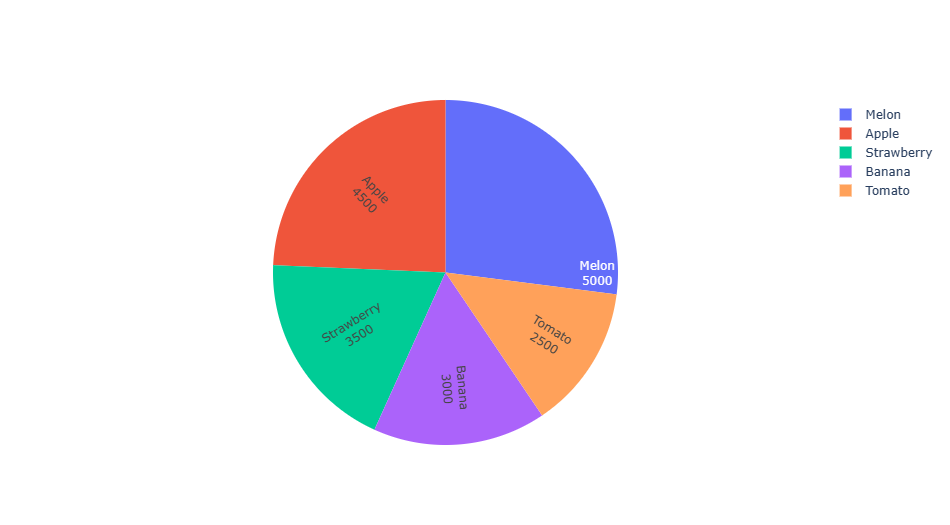 Apple
4500
Melon
5000
Strawberry
3500
Tomato
2500
Banana
3000
Melon
Apple
Strawberry
Banana
Tomato